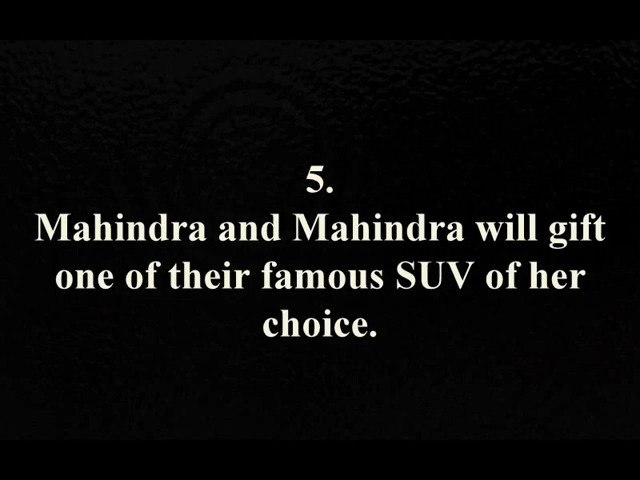 5.
Mahindra and Mahindra will gift
one of their famous SUV of her
choice.